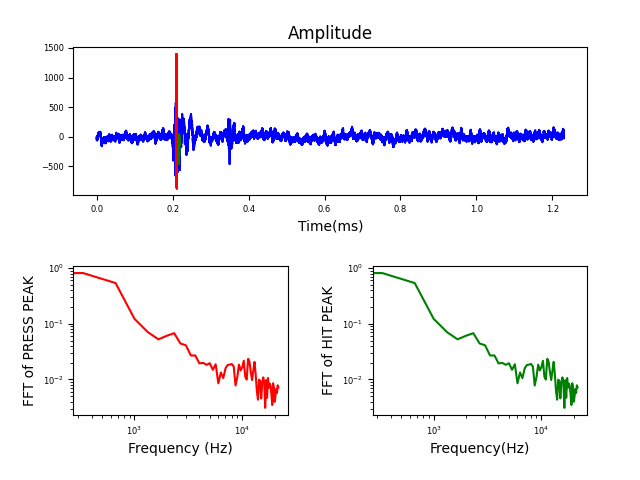 Amplitude
1500
1000
500
0
−500
0.0 0.2 0.4 0.6 0.8 1.0 1.2
Time(ms)
FFT of PRESS PEAK
10⁰
10⁻¹
10⁻²
10³ 10⁴
Frequency (Hz)
FFT of HIT PEAK
10⁰
10⁻¹
10⁻²
10³ 10⁴
Frequency(Hz)